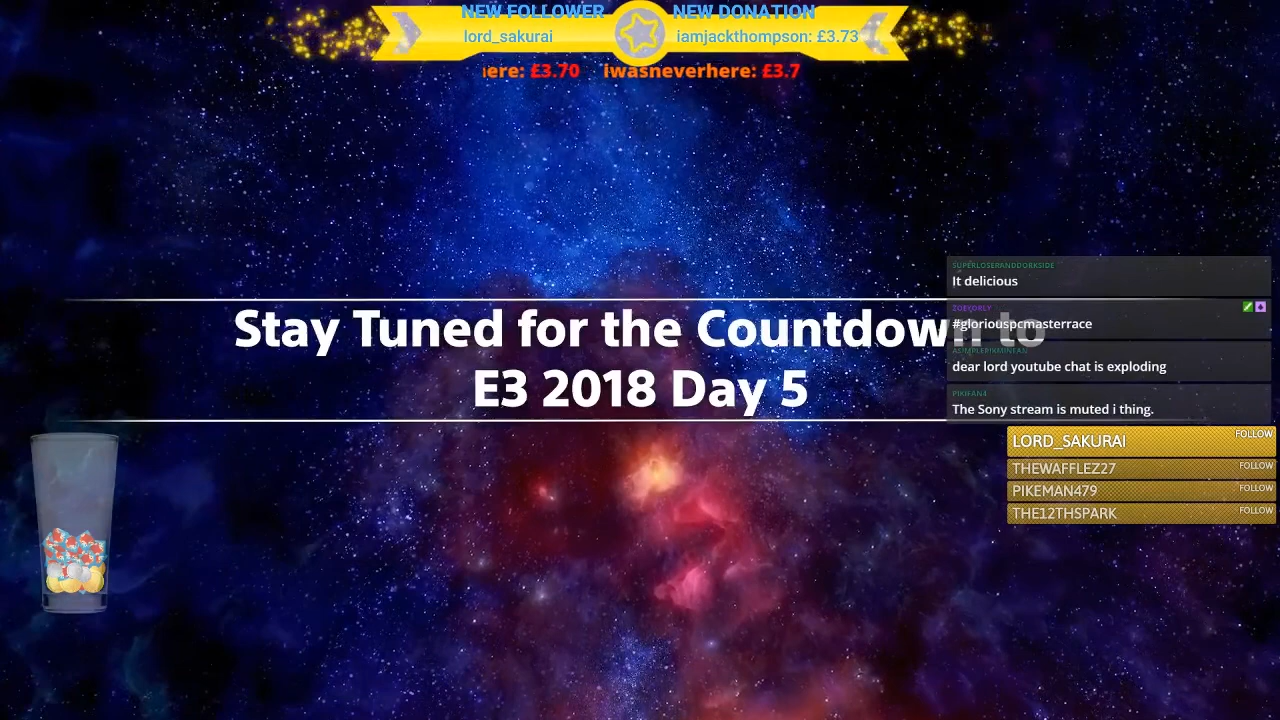 NEW FOLLOWER
NEW DONATION
lord_sakurai
iamjackthompson: £3.73
ere: £3.70 iwasneverhere: £3.7
SUPERLOSERANDDORKSIDE
It delicious
#gloriouspcmasterrace
Stay Tuned for the Countdown to
dear lord youtube chat is exploding
E3 2018 Day 5
PIKIFAN4
The Sony stream is muted i thing.
LORD_SAKURAI FOLLOW
THEWAFFLEZ27 FOLLOW
PIKEMAN479 FOLLOW
THE12THSPARK FOLLOW